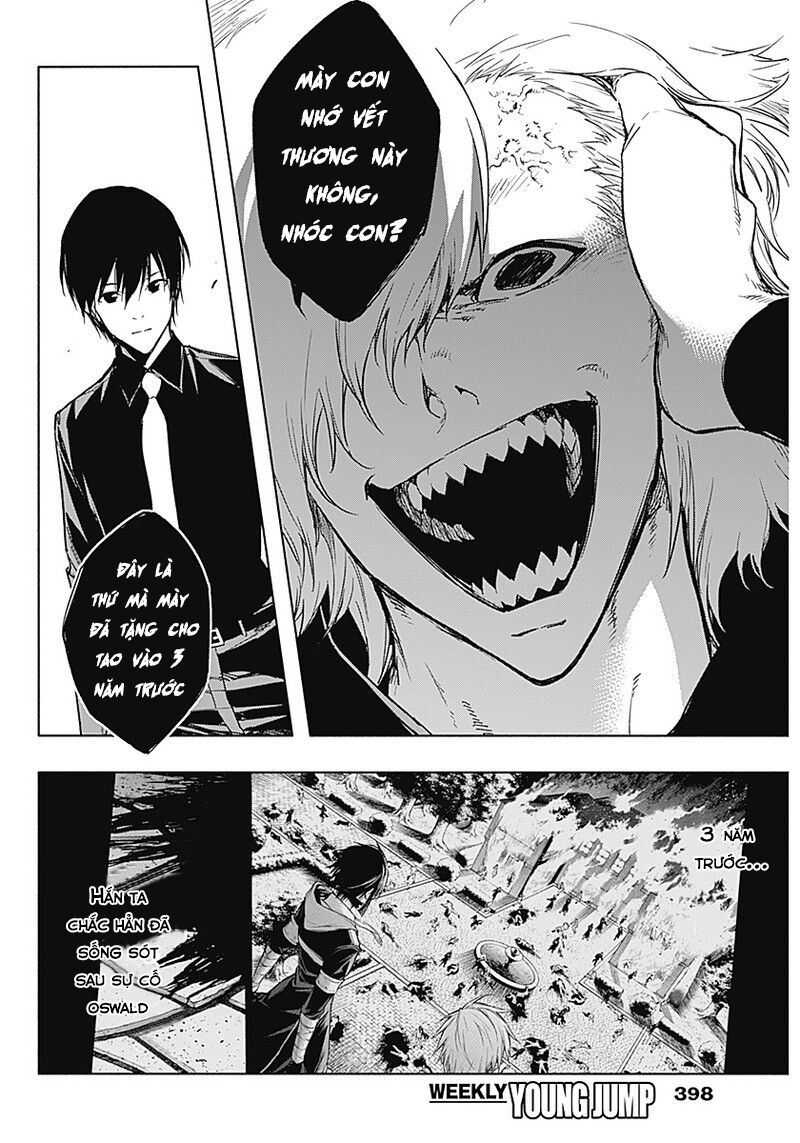 MÀY CON
NHỚ VẾT
THƯƠNG NÀY
KHÔNG,
NHÓC CON?
ĐÂY LÀ
THỨ MÀ MÀY
ĐÃ TẶNG CHO
TAO VÀO 3
NĂM TRƯỚC
3 NĂM
TRƯỚC...
HẮN TA
CHẮC HẲN ĐÃ
SỐNG SÓT
SAU SỰ CỐ
OSWALD
WEEKLY YOUNG JUMP 398